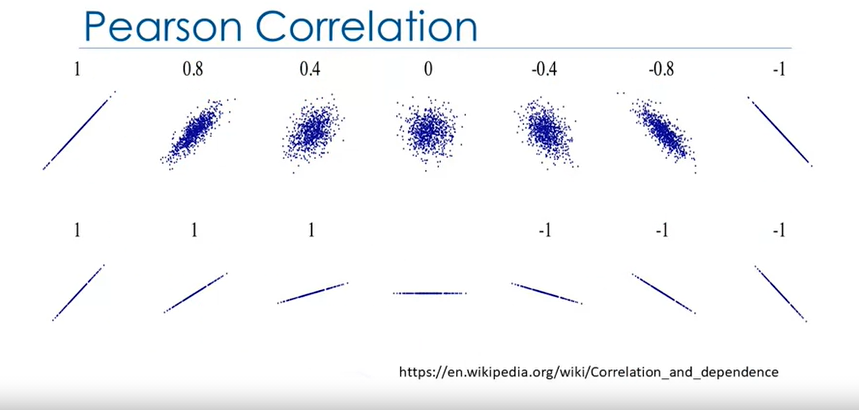 Pearson Correlation
1 0.8 0.4 0 -0.4 -0.8 -1
1 1 1 -1 -1 -1
https://en.wikipedia.org/wiki/Correlation_and_dependence